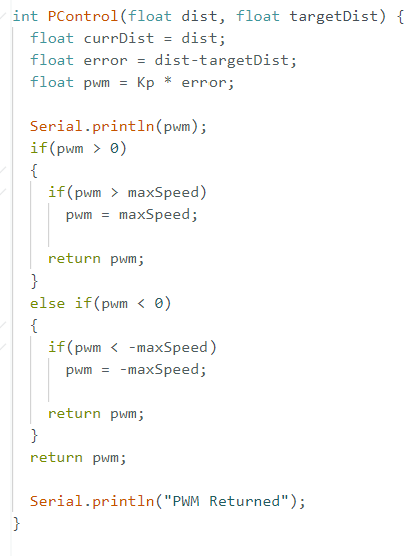 int PControl(float dist, float targetDist) {
  float currDist = dist;
  float error = dist-targetDist;
  float pwm = Kp * error;

  Serial.println(pwm);
  if(pwm > 0)
  {
    if(pwm > maxSpeed)
      pwm = maxSpeed;

    return pwm;
  }
  else if(pwm < 0)
  {
    if(pwm < -maxSpeed)
      pwm = -maxSpeed;

    return pwm;
  }
  return pwm;

  Serial.println("PWM Returned");
}